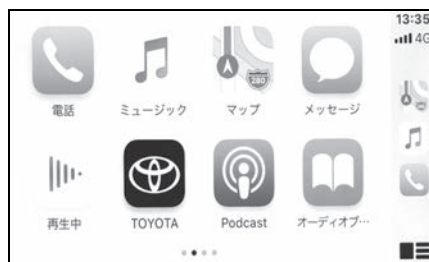 13:35
4G
280
電話
ミュージック
マップ
メッセージ
再生中
TOYOTA
Podcast
オーディオブ…